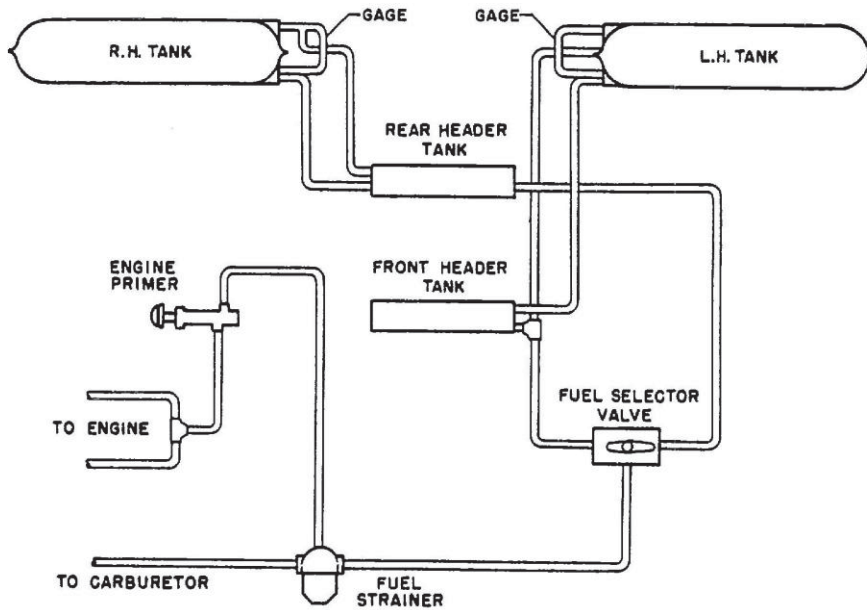 GAGE
GAGE
R.H. TANK
L.H. TANK
REAR HEADER
TANK
ENGINE
PRIMER
FRONT HEADER
TANK
FUEL SELECTOR
VALVE
TO ENGINE
TO CARBURETOR
FUEL
STRAINER